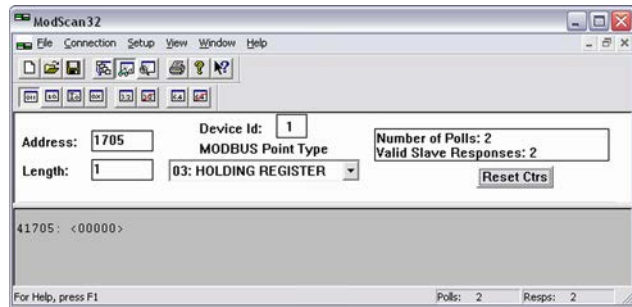 ModScan32
File Connection Setup View Window Help
Address: 1705
Device Id: 1
MODBUS Point Type
Length: 1
03: HOLDING REGISTER
Number of Polls: 2
Valid Slave Responses: 2
Reset Ctrs
41705: <00000>
For Help, press F1
Polls: 2
Resps: 2